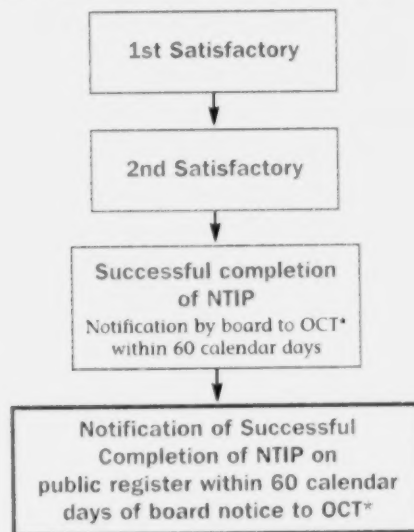 1st Satisfactory
2nd Satisfactory
Successful completion
of NTIP
Notification by board to OCT*
within 60 calendar days
Notification of Successful
Completion of NTIP on
public register within 60 calendar
days of board notice to OCT*